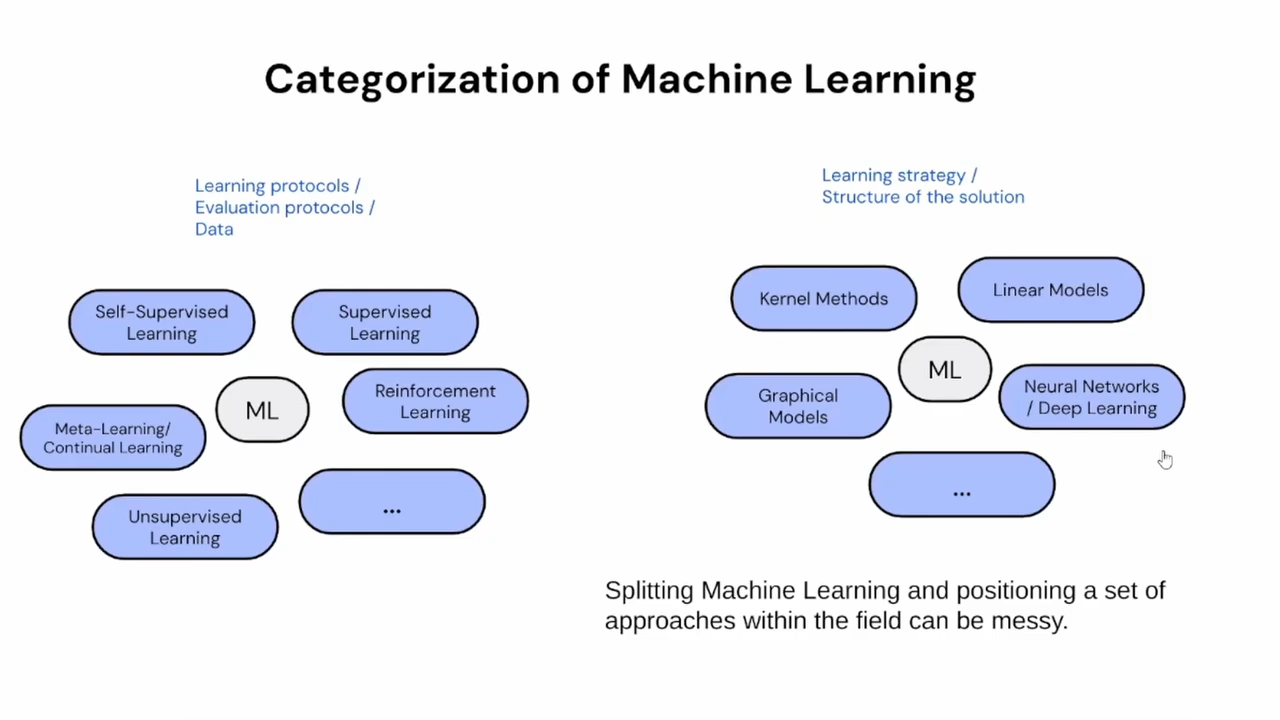 Categorization of Machine Learning
Learning protocols /
Evaluation protocols /
Data
Self-Supervised
Learning
Supervised
Learning
ML
Reinforcement
Learning
Meta-Learning/
Continual Learning
...
Unsupervised
Learning
Learning strategy /
Structure of the solution
Kernel Methods
Linear Models
ML
Graphical
Models
Neural Networks
/ Deep Learning
...
Splitting Machine Learning and positioning a set of
approaches within the field can be messy.